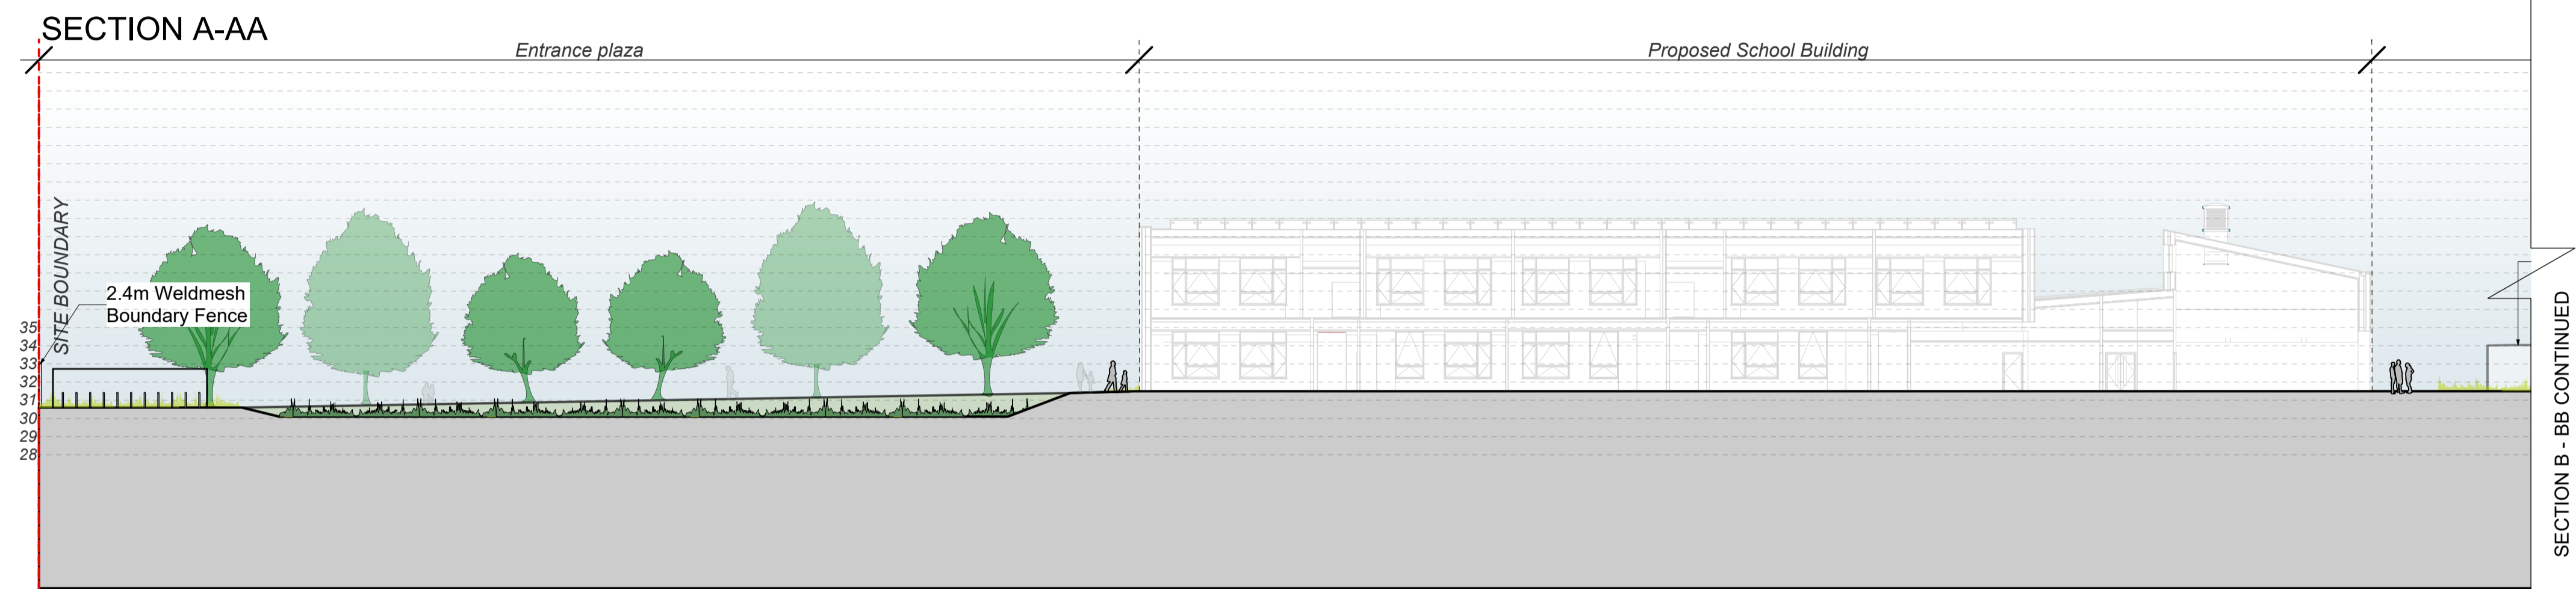 SECTION A-AA
Entrance plaza
Proposed School Building
SITE BOUNDARY
2.4m Weldmesh
Boundary Fence
35
34
33
32
31
30
29
28
SECTION B - BB CONTINUED